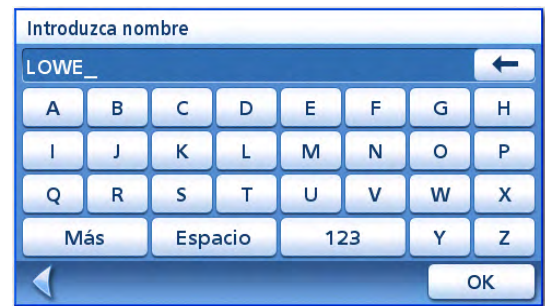 Introduzca nombre
LOWE_
A B C D E F G H
I J K L M N O P
Q R S T U V W X
Más Espacio 123 Y Z
OK